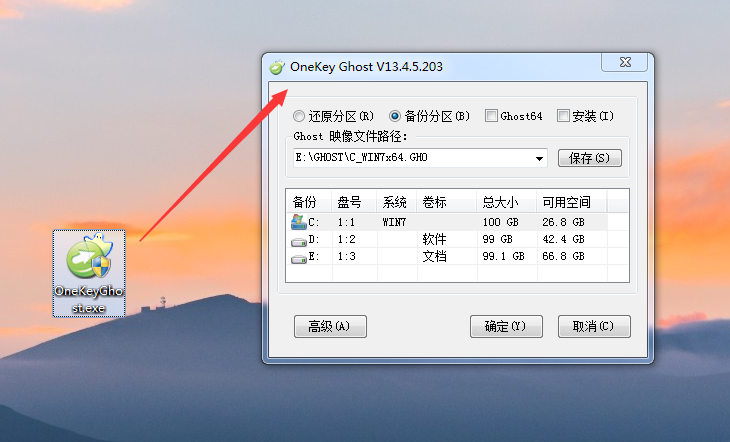 OneKey Ghost V13.4.5.203
还原分区(R) 备份分区(B) Ghost64 安装(I)
Ghost 映像文件路径:
E:\GHOST\C_WIN7x64.GHO 保存(S)
备份 盘号 系统 卷标 总大小 可用空间
C: 1:1 WIN7 100 GB 26.8 GB
D: 1:2 软件 99 GB 42.4 GB
E: 1:3 文档 99.1 GB 66.8 GB
高级(A) 确定(Y) 取消(C)
OneKeyGho
st.exe